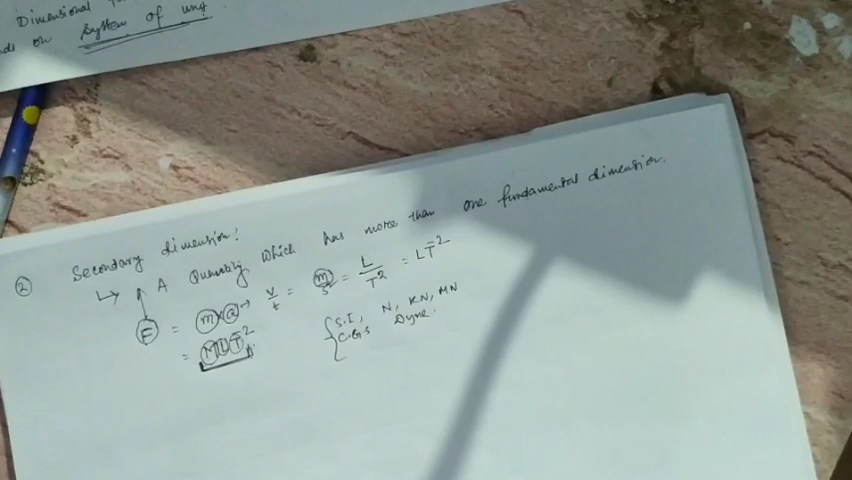 Dimensional
on System of unit
② Secondary dimension:
↳ A Quantity which has more than one fundamental dimension.
F = m×a → v/t = m/s = L/T² = LT⁻²
= MLT⁻²
S.I, N, KN, MN
C.G.S Dyne.